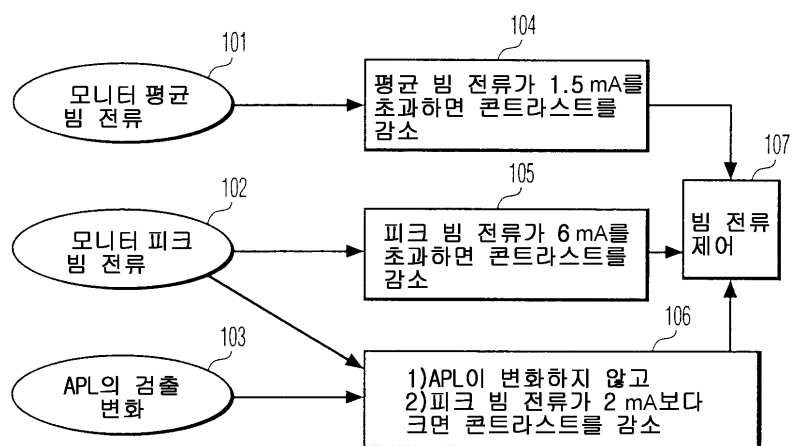 101
모니터 평균
빔 전류
104
평균 빔 전류가 1.5 mA를
초과하면 콘트라스트를
감소
107
빔 전류
제어
102
모니터 피크
빔 전류
105
피크 빔 전류가 6 mA를
초과하면 콘트라스트를
감소
103
APL의 검출
변화
106
1)APL이 변화하지 않고
2)피크 빔 전류가 2 mA보다
크면 콘트라스트를 감소